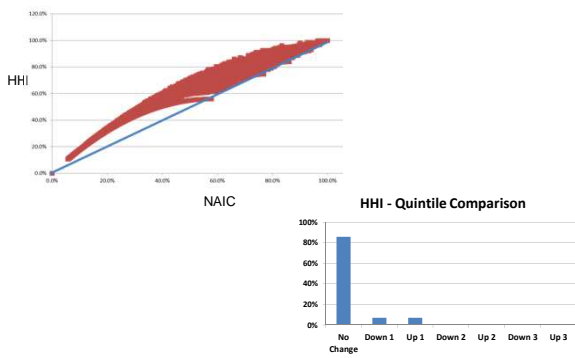 120.0%
100.0%
80.0%
60.0%
40.0%
20.0%
0.0%
HHI
0.0% 20.0% 40.0% 60.0% 80.0% 100.0%
NAIC
HHI - Quintile Comparison
100%
80%
60%
40%
20%
0%
No Change Down 1 Up 1 Down 2 Up 2 Down 3 Up 3